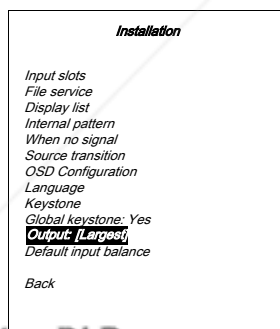 Installation
Input slots
File service
Display list
Internal pattern
When no signal
Source transition
OSD Configuration
Language
Keystone
Global keystone: Yes
Output: [Largest]
Default input balance
Back